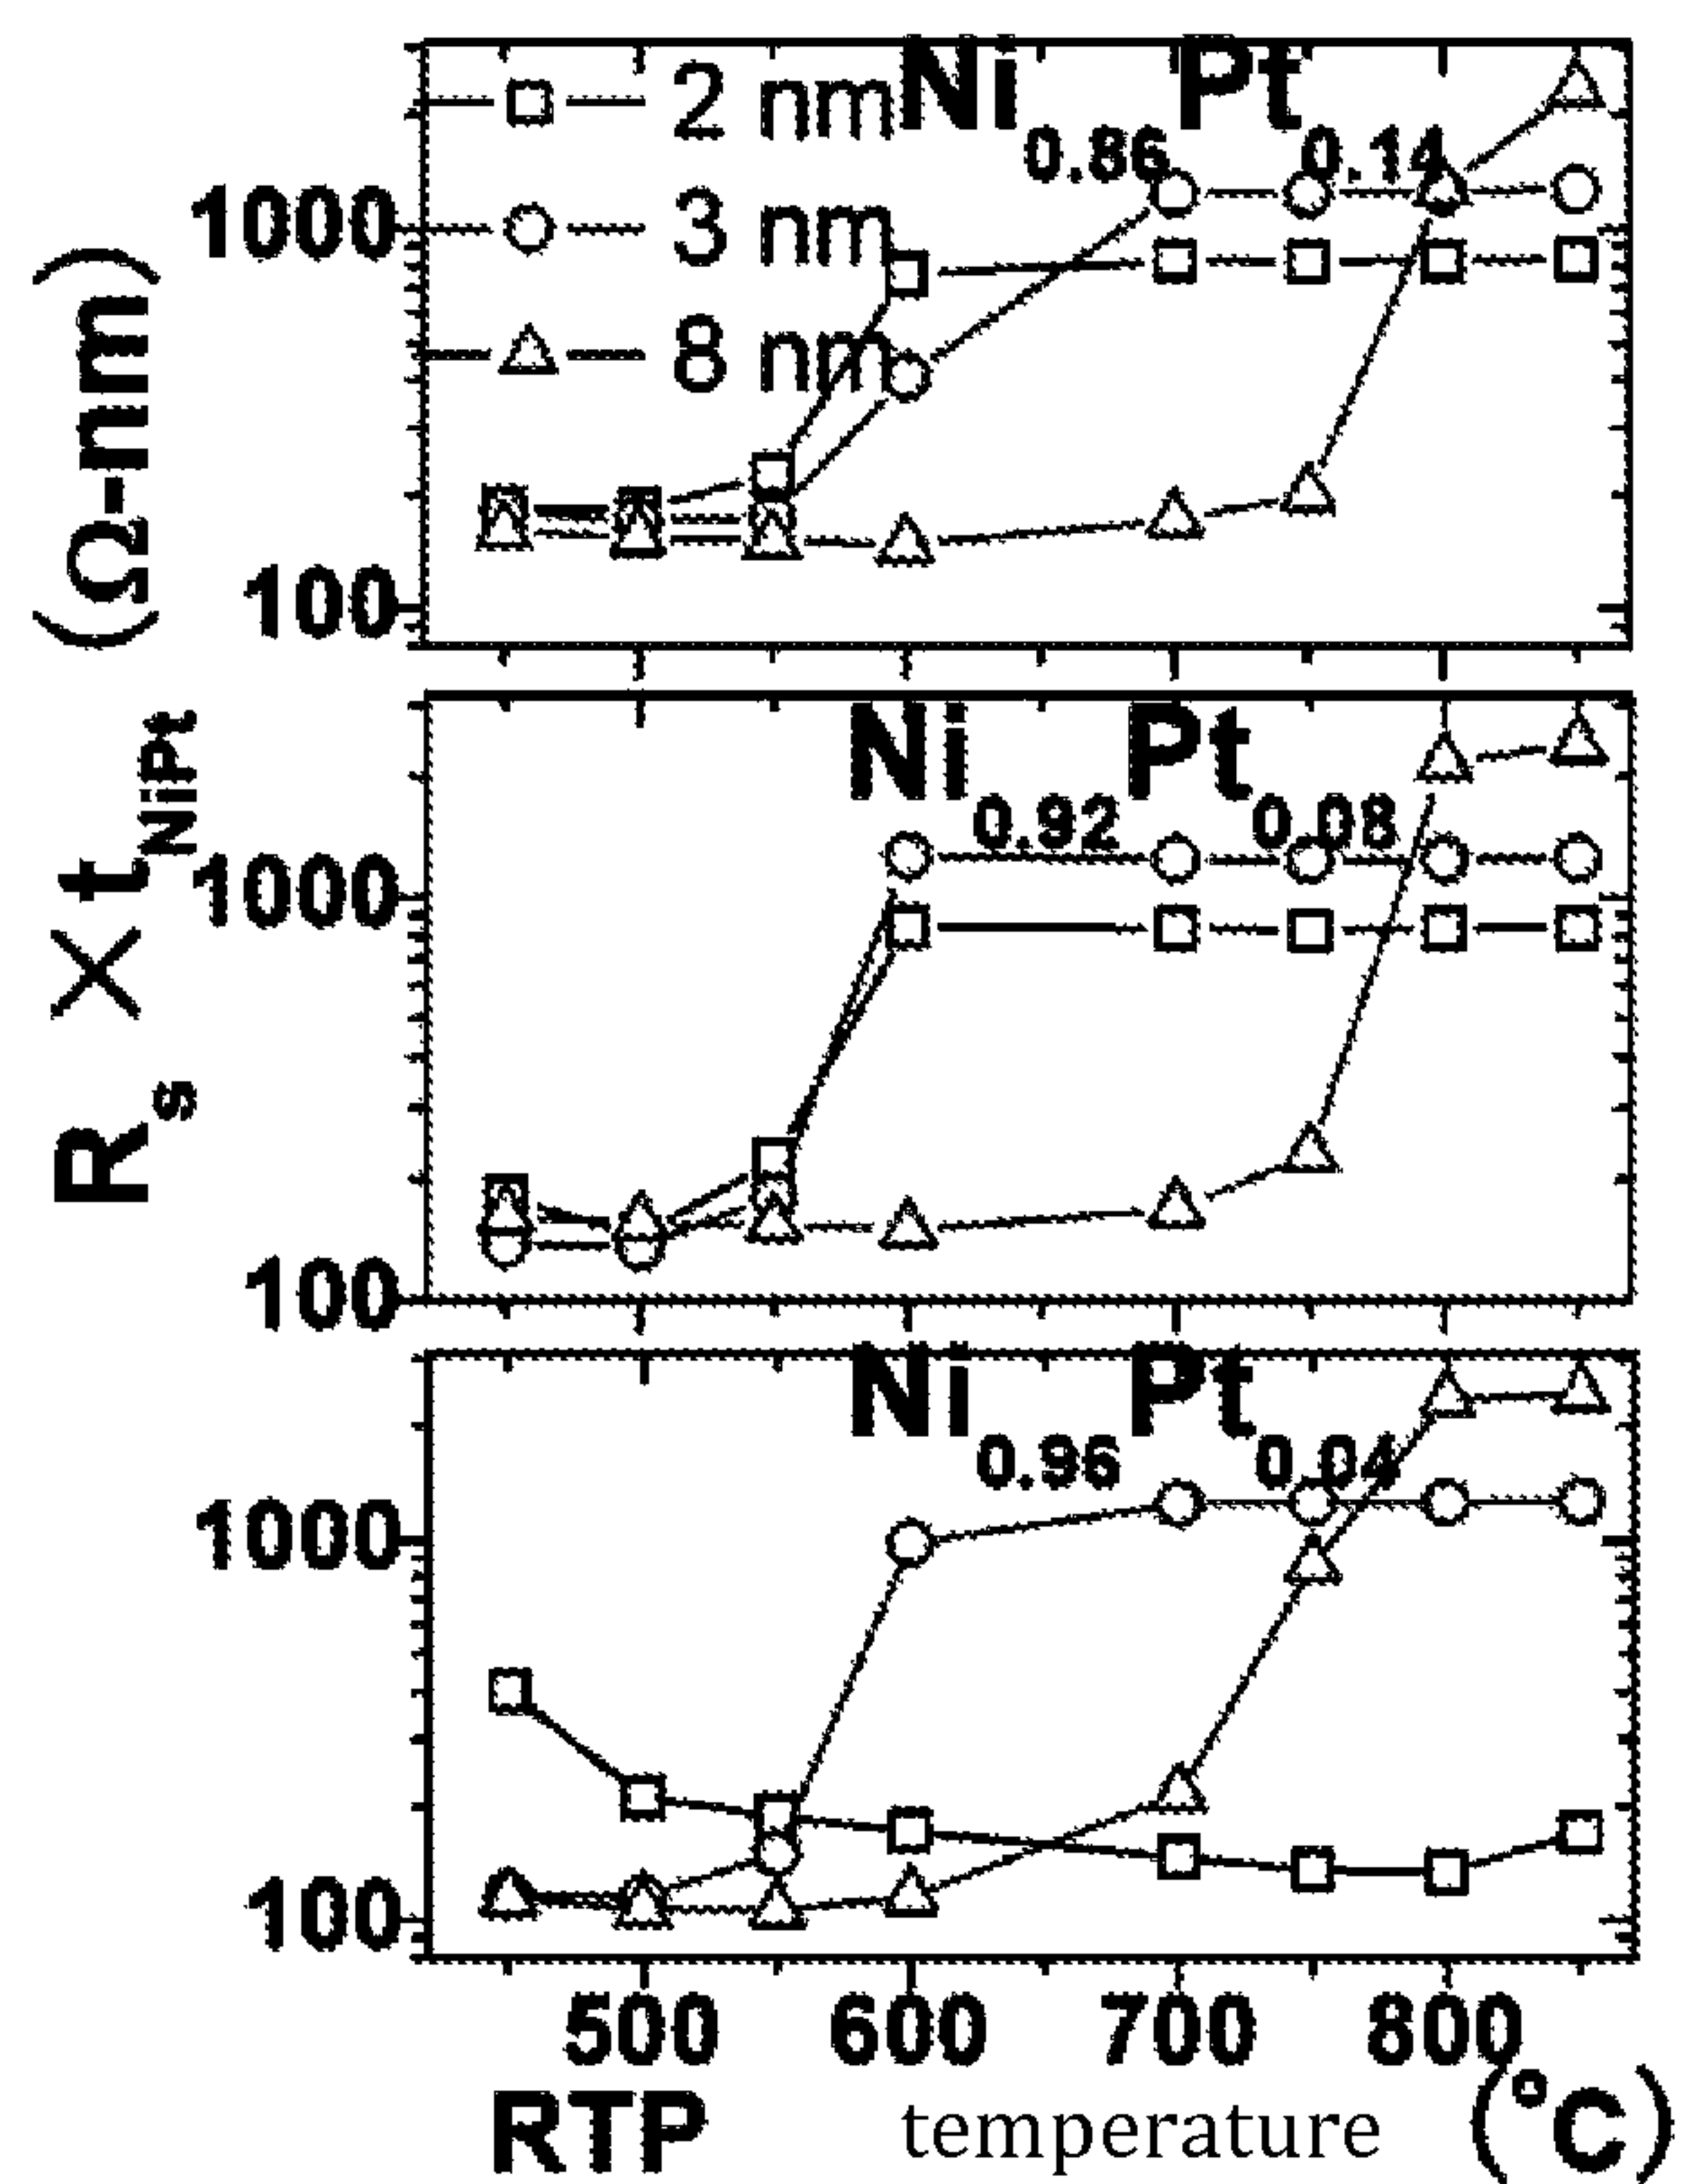 2 nm
3 nm
8 nm
Ni0.86Pt0.14
1000
100
Ni0.92Pt0.08
1000
100
Ni0.96Pt0.04
1000
100
Rs X tNiPt (Ω-nm)
500 600 700 800
RTP temperature (°C)